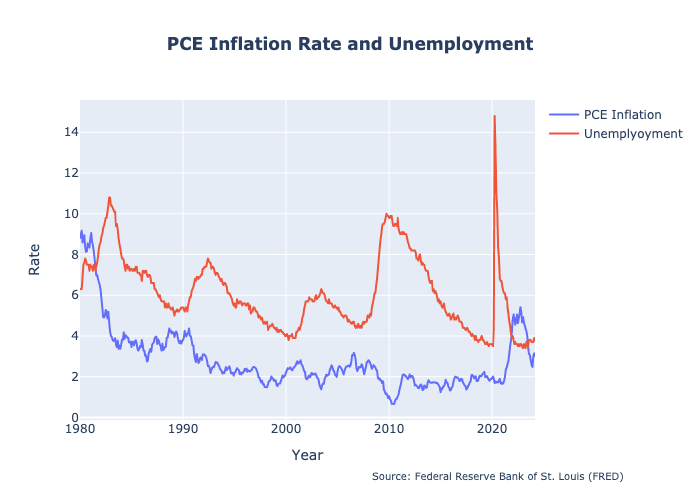 PCE Inflation Rate and Unemployment
PCE Inflation
Unemplyoyment
Rate
14
12
10
8
6
4
2
0
1980
1990
2000
2010
2020
Year
Source: Federal Reserve Bank of St. Louis (FRED)